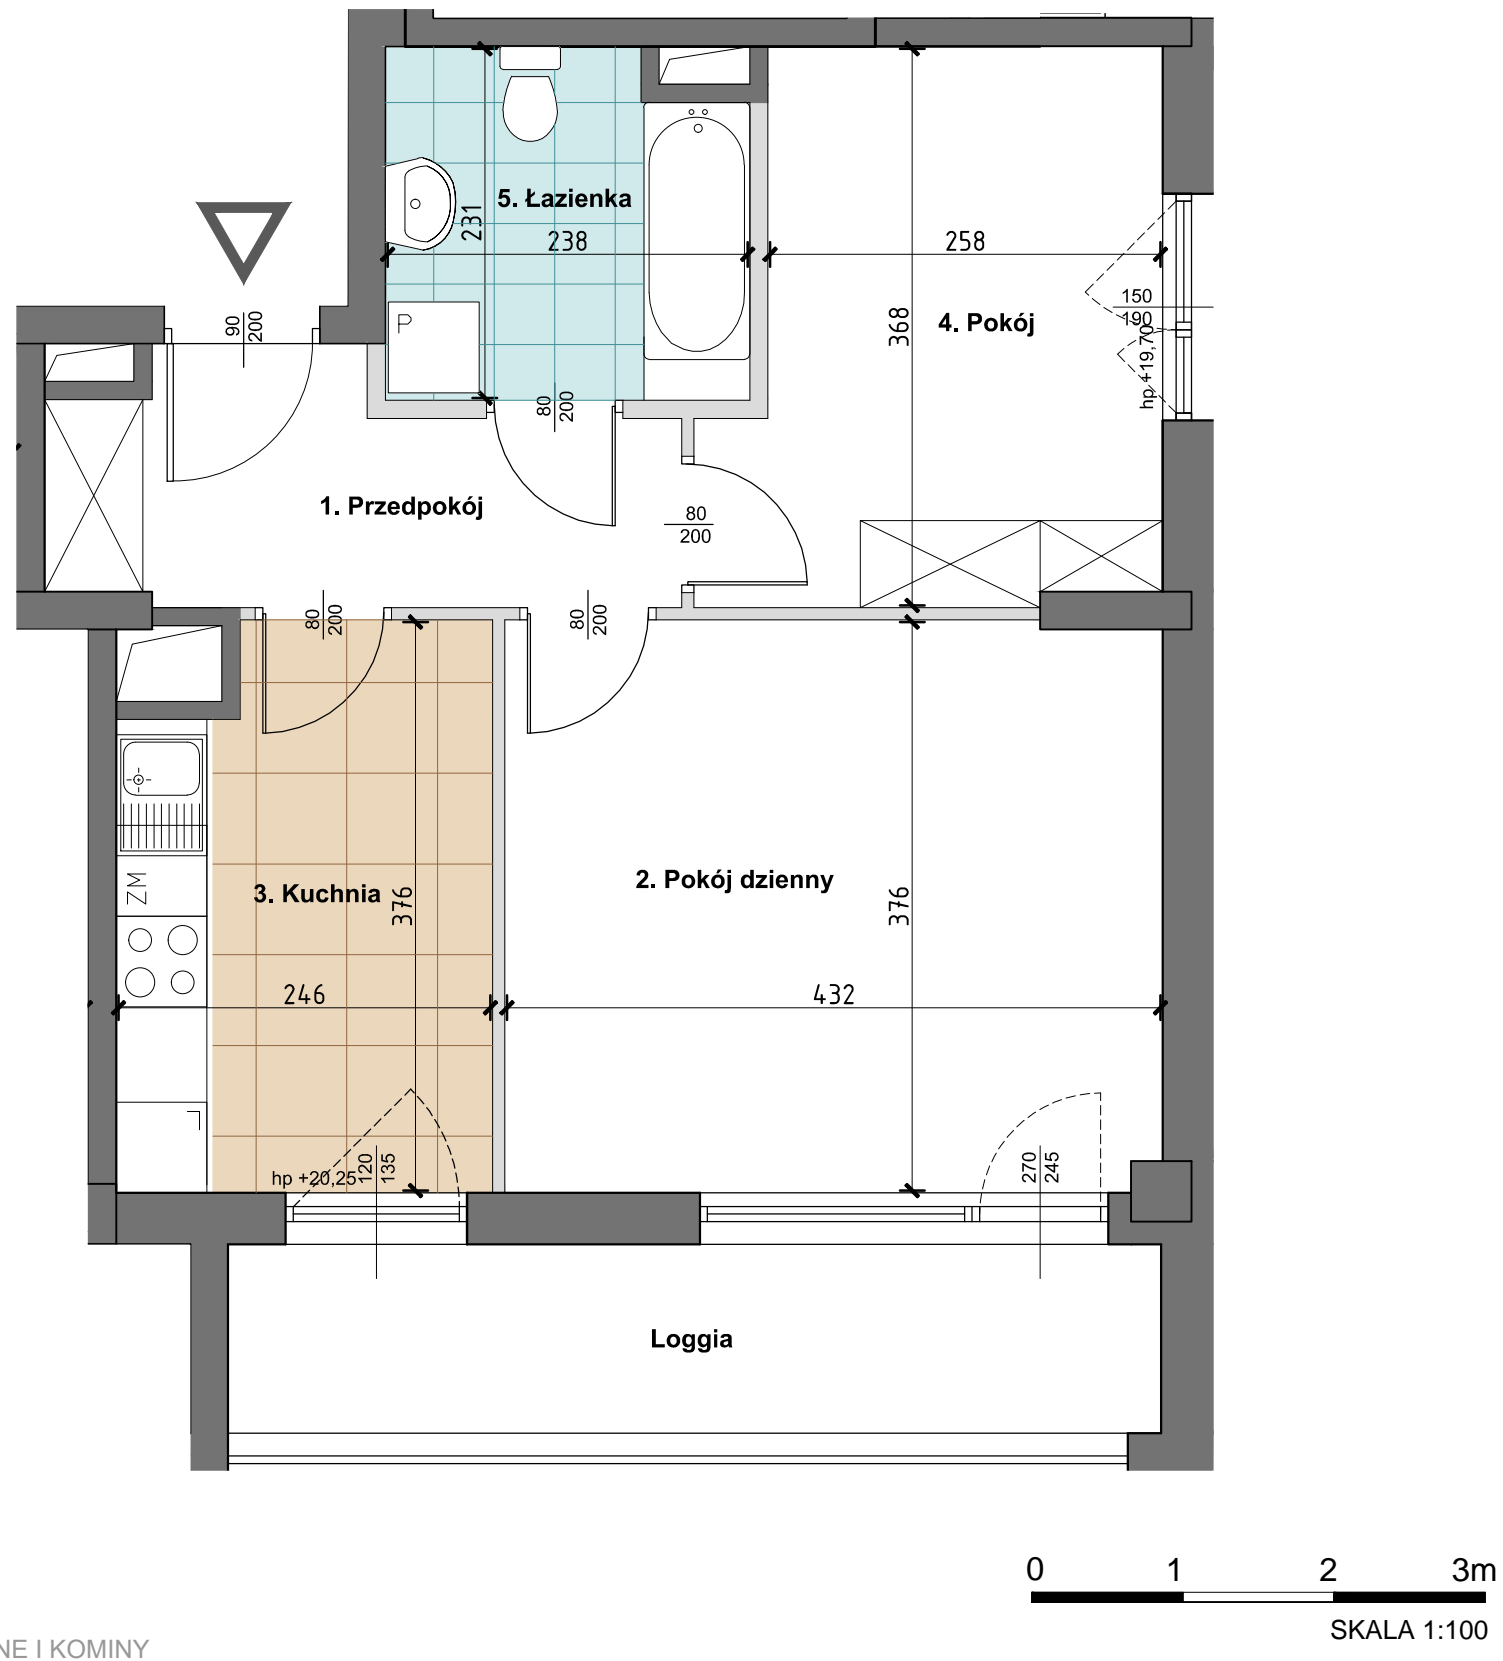 5. Łazienka
231
238
258
150
190
hp +19,70
4. Pokój
368
90
200
P
80
200
1. Przedpokój
80
200
80
200
80
200
ZM
3. Kuchnia
376
2. Pokój dzienny
376
246
432
hp +20,25
120
135
270
245
Loggia
0 1 2 3m
SKALA 1:100
NE I KOMINY